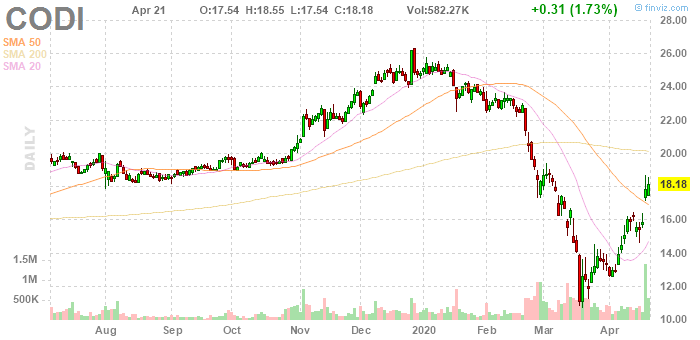 CODI Apr 21 O:17.54 H:18.55 L:17.54 C:18.18 Vol:582.27K +0.31 (1.73%) © finviz.com
SMA 50
SMA 200
SMA 20
DAILY
28.00
26.00
24.00
22.00
20.00
18.18
16.00
14.00
12.00
10.00
1.5M
1M
500K
Aug Sep Oct Nov Dec 2020 Feb Mar Apr